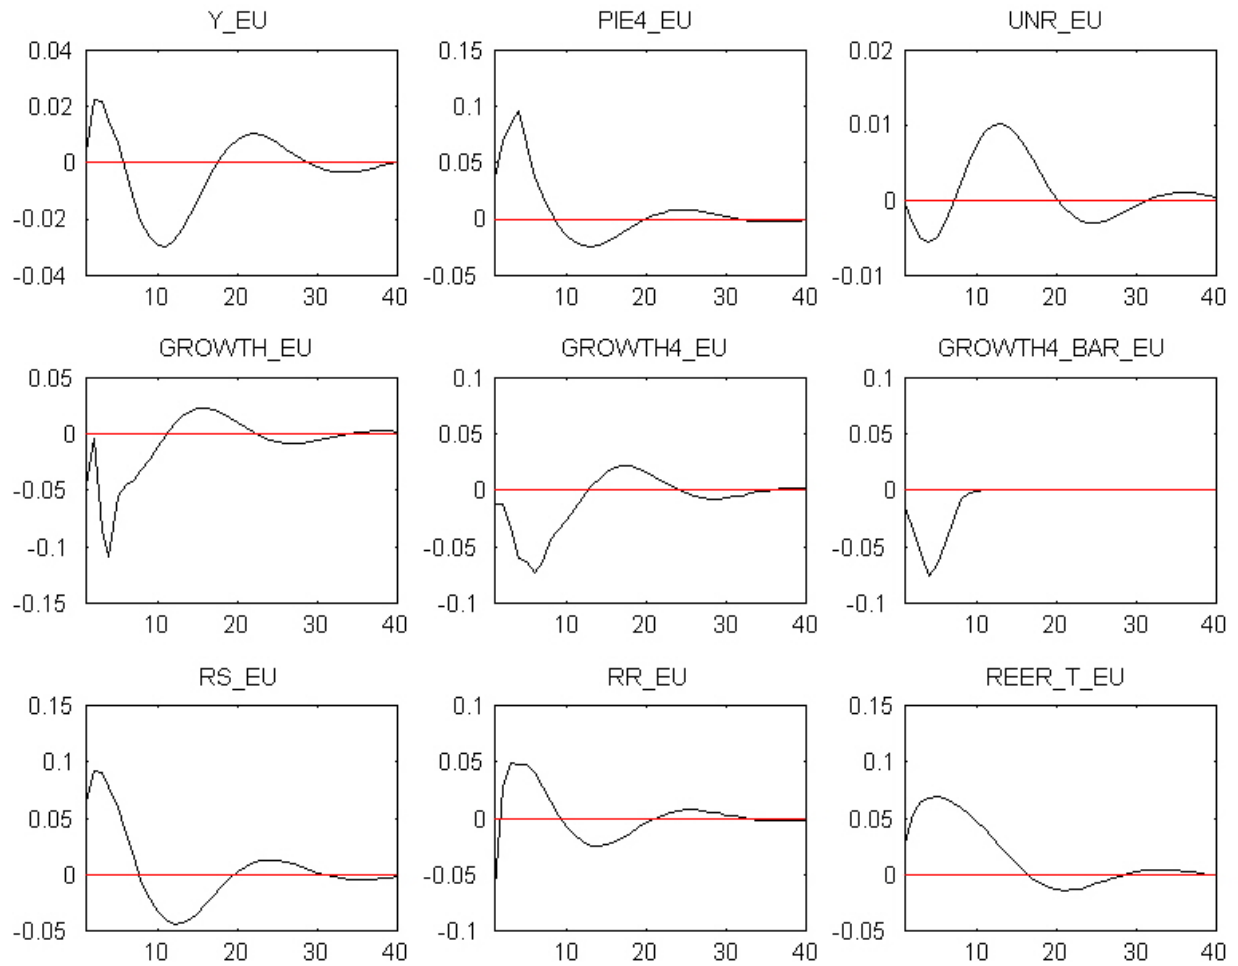 Y_EU PIE4_EU UNR_EU
0.04 0.15 0.02
0.02 0.1 0.01
0 0.05 0
-0.02 0 -0.01
-0.04 -0.05
10 20 30 40 10 20 30 40 10 20 30 40
GROWTH_EU GROWTH4_EU GROWTH4_BAR_EU
0.05 0.1 0.1
0 0.05 0.05
-0.05 0 0
-0.1 -0.05 -0.05
-0.15 -0.1 -0.1
10 20 30 40 10 20 30 40 10 20 30 40
RS_EU RR_EU REER_T_EU
0.15 0.1 0.15
0.1 0.05 0.1
0.05 0 0.05
0 -0.05 0
-0.05 -0.1 -0.05
10 20 30 40 10 20 30 40 10 20 30 40